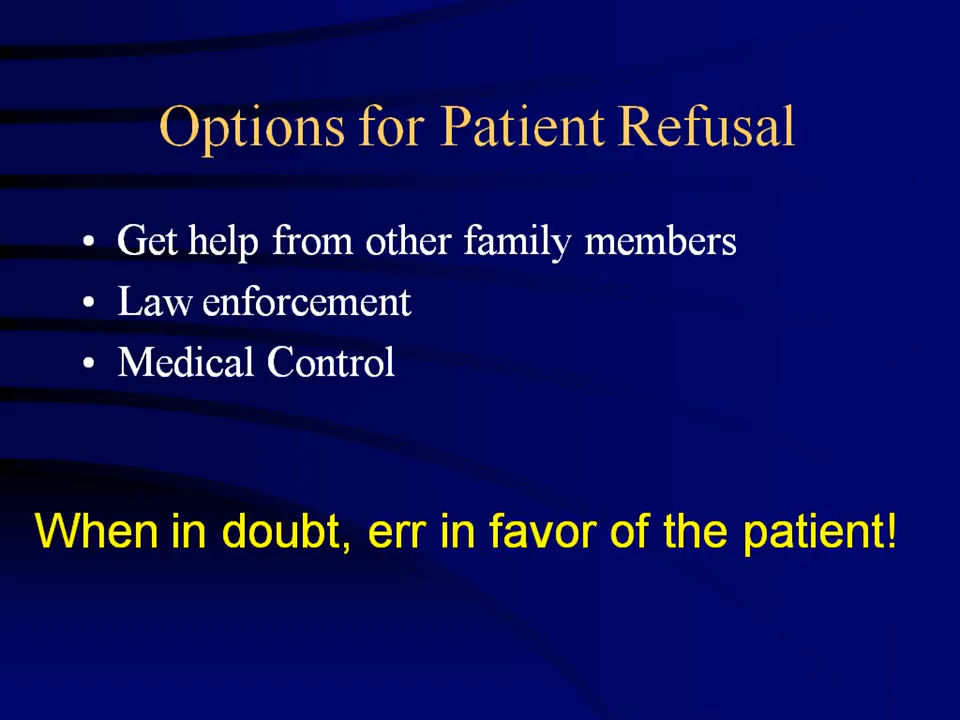 Options for Patient Refusal
• Get help from other family members
• Law enforcement
• Medical Control
When in doubt, err in favor of the patient!